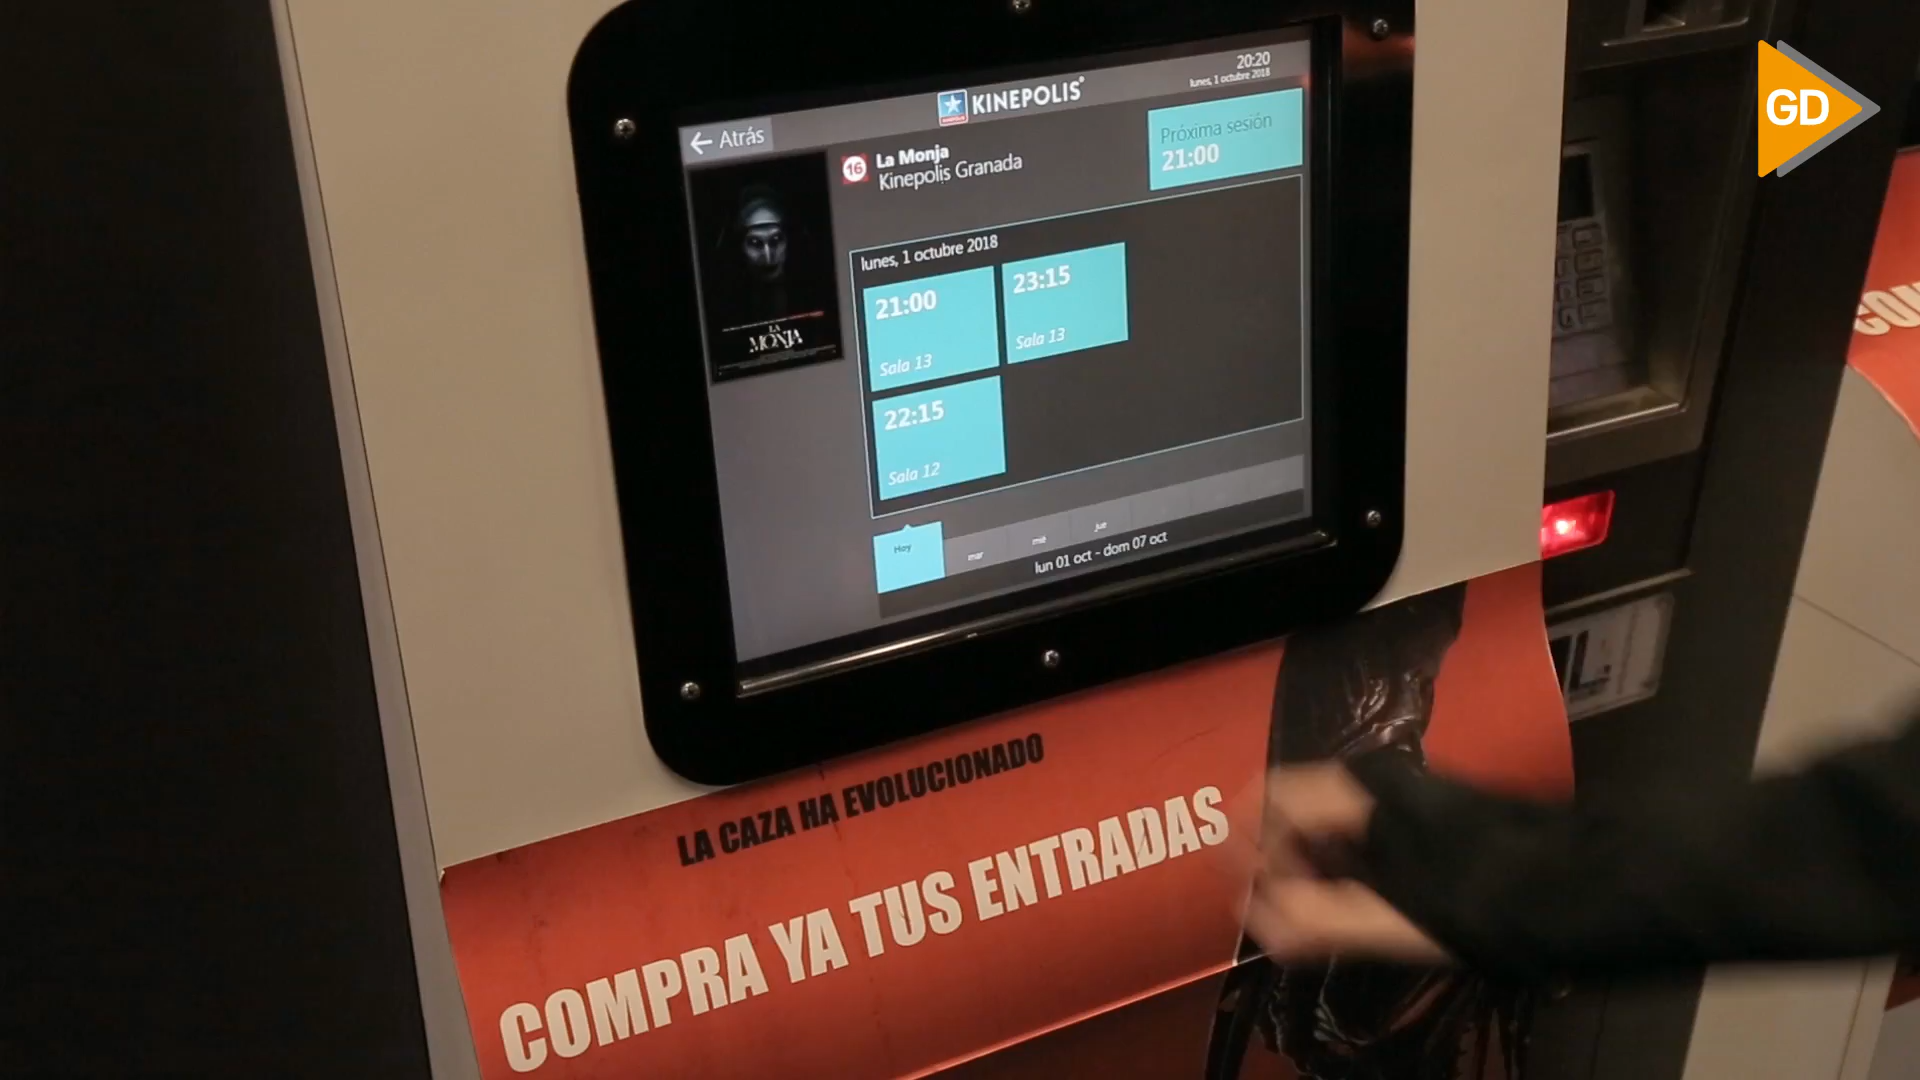 GD
20:20
lunes, 1 octubre 2018
KINEPOLIS
← Atrás
Próxima sesión
21:00
16
La Monja
Kinepolis Granada
lunes, 1 octubre 2018
21:00
Sala 13
23:15
Sala 13
22:15
Sala 12
LA
MONJA
Hoy
mar
mié
jue
lun 01 oct - dom 07 oct
LA CAZA HA EVOLUCIONADO
COMPRA YA TUS ENTRADAS